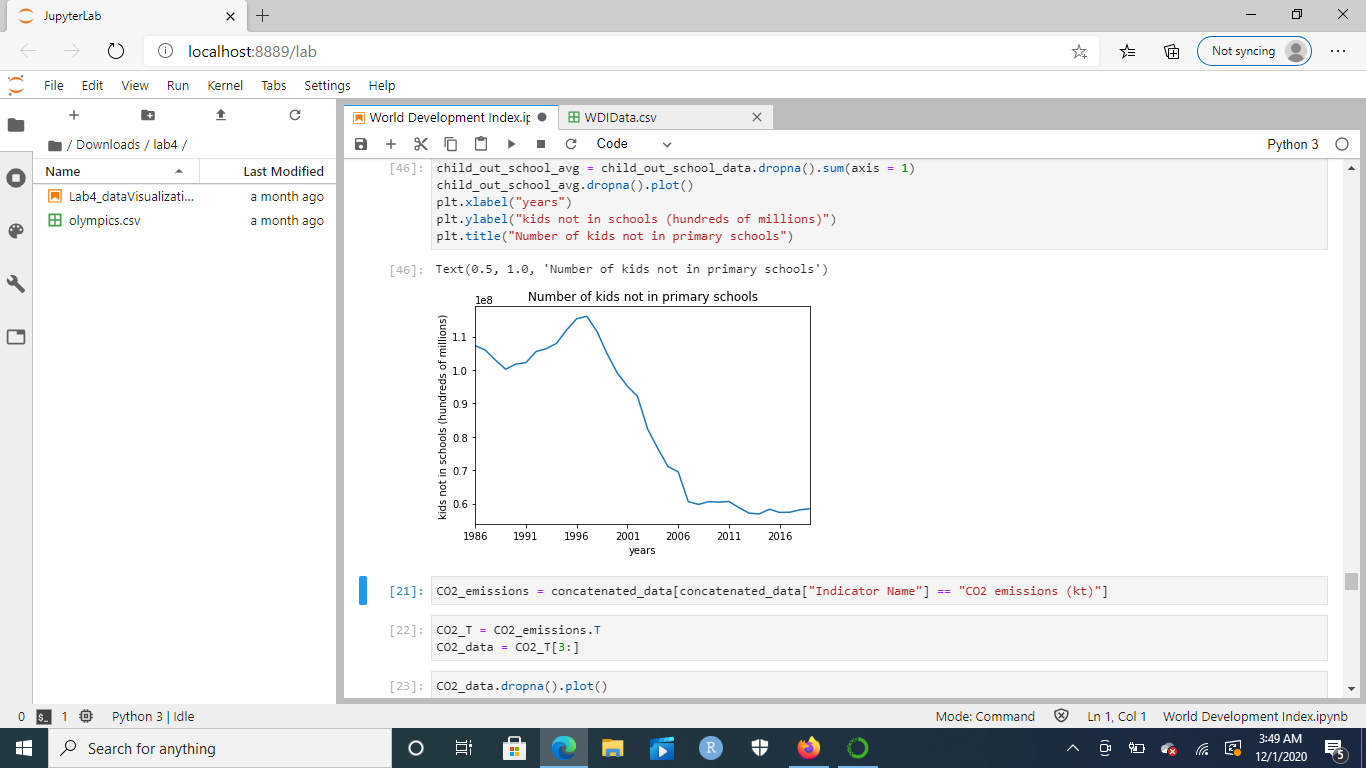 JupyterLab
localhost:8889/lab
Not syncing
File Edit View Run Kernel Tabs Settings Help
/ Downloads / lab4 /
Name Last Modified
Lab4_dataVisualizati... a month ago
olympics.csv a month ago
World Development Index.ip
WDIData.csv
Code
Python 3
[46]: child_out_school_avg = child_out_school_data.dropna().sum(axis = 1)
child_out_school_avg.dropna().plot()
plt.xlabel("years")
plt.ylabel("kids not in schools (hundreds of millions)")
plt.title("Number of kids not in primary schools")
[46]: Text(0.5, 1.0, 'Number of kids not in primary schools')
1e8 Number of kids not in primary schools
kids not in schools (hundreds of millions)
1.1
1.0
0.9
0.8
0.7
0.6
1986 1991 1996 2001 2006 2011 2016
years
[21]: CO2_emissions = concatenated_data[concatenated_data["Indicator Name"] == "CO2 emissions (kt)"]
[22]: CO2_T = CO2_emissions.T
CO2_data = CO2_T[3:]
[23]: CO2_data.dropna().plot()
0 $_ 1 Python 3 | Idle
Mode: Command Ln 1, Col 1 World Development Index.ipynb
Search for anything
R
3:49 AM
12/1/2020
5